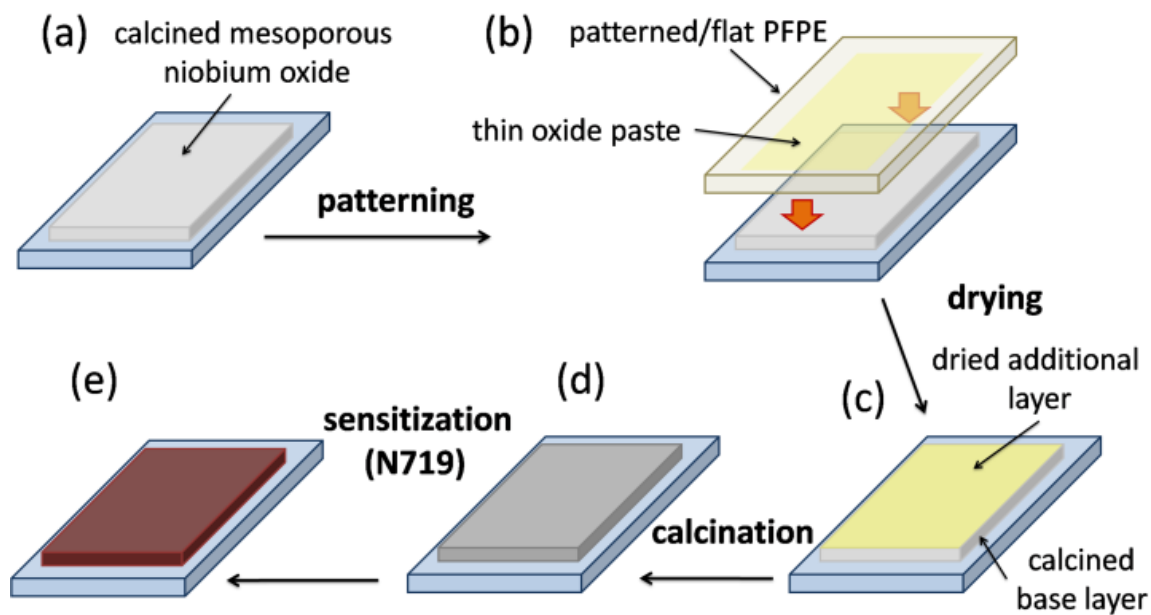 (a)
calcined mesoporous
niobium oxide
patterning
(b)
patterned/flat PFPE
thin oxide paste
drying
(c)
dried additional
layer
calcined
base layer
calcination
(d)
sensitization
(N719)
(e)